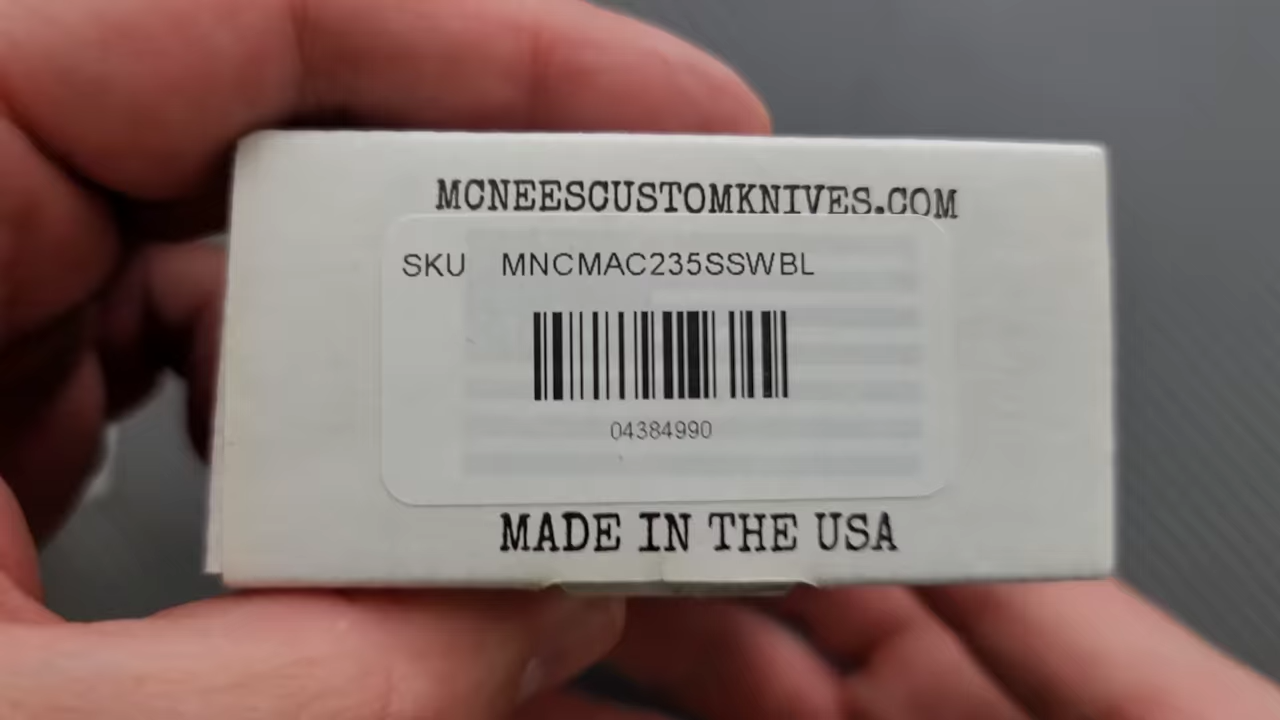 MCNEESCUSTOMKNIVES.COM
SKU MNCMAC235SSWBL
04384990
MADE IN THE USA